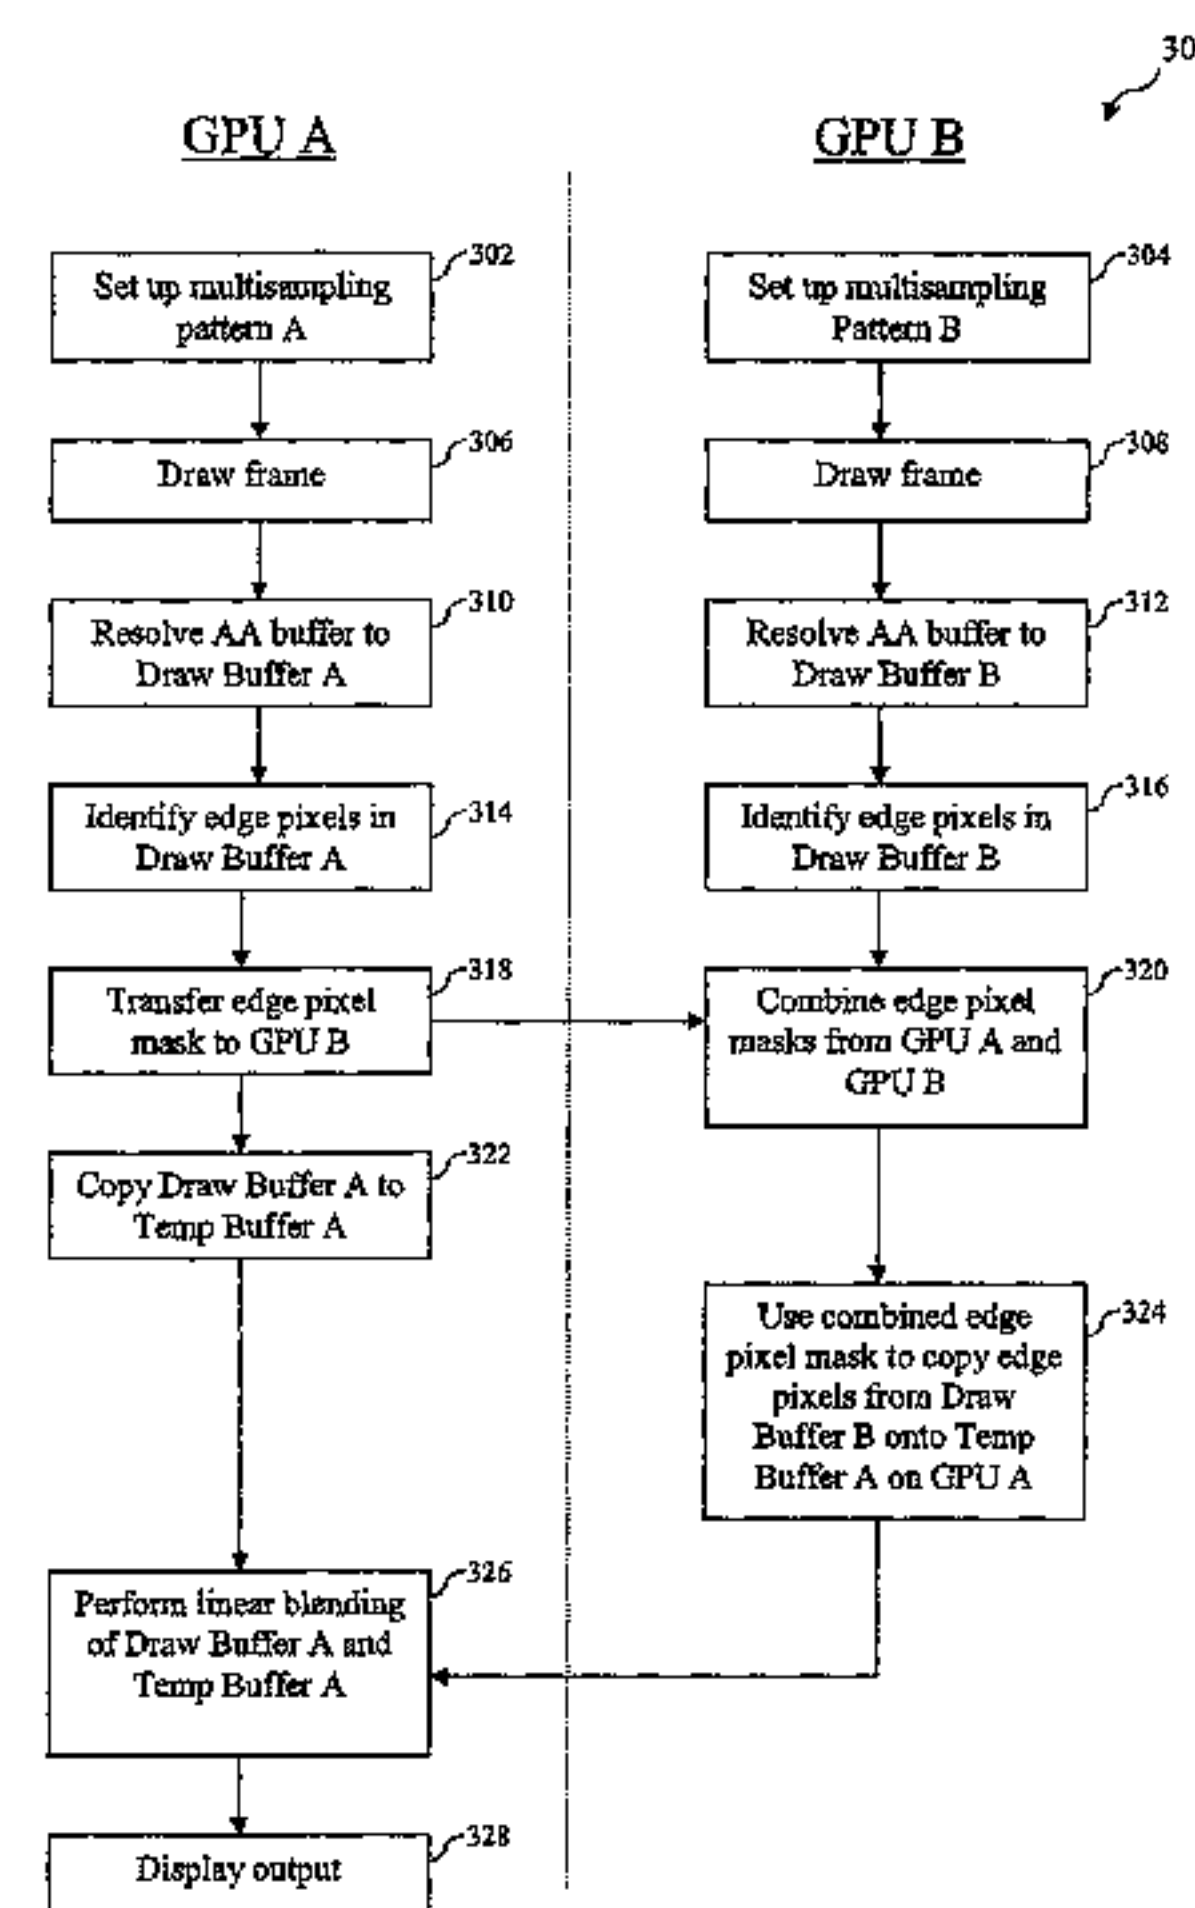 30
GPU A
GPU B
302
Set up multisampling
pattern A
304
Set up multisampling
Pattern B
306
Draw frame
308
Draw frame
310
Resolve AA buffer to
Draw Buffer A
312
Resolve AA buffer to
Draw Buffer B
314
Identify edge pixels in
Draw Buffer A
316
Identify edge pixels in
Draw Buffer B
318
Transfer edge pixel
mask to GPU B
320
Combine edge pixel
masks from GPU A and
GPU B
322
Copy Draw Buffer A to
Temp Buffer A
324
Use combined edge
pixel mask to copy edge
pixels from Draw
Buffer B onto Temp
Buffer A on GPU A
326
Perform linear blending
of Draw Buffer A and
Temp Buffer A
328
Display output